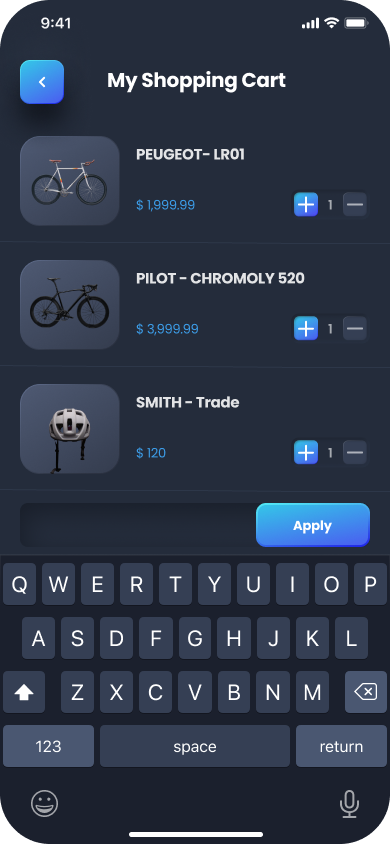 9:41
My Shopping Cart
PEUGEOT- LR01
$ 1,999.99
1
PILOT - CHROMOLY 520
$ 3,999.99
1
SMITH - Trade
$ 120
1
Apply
Q W E R T Y U I O P
A S D F G H J K L
Z X C V B N M
123 space return